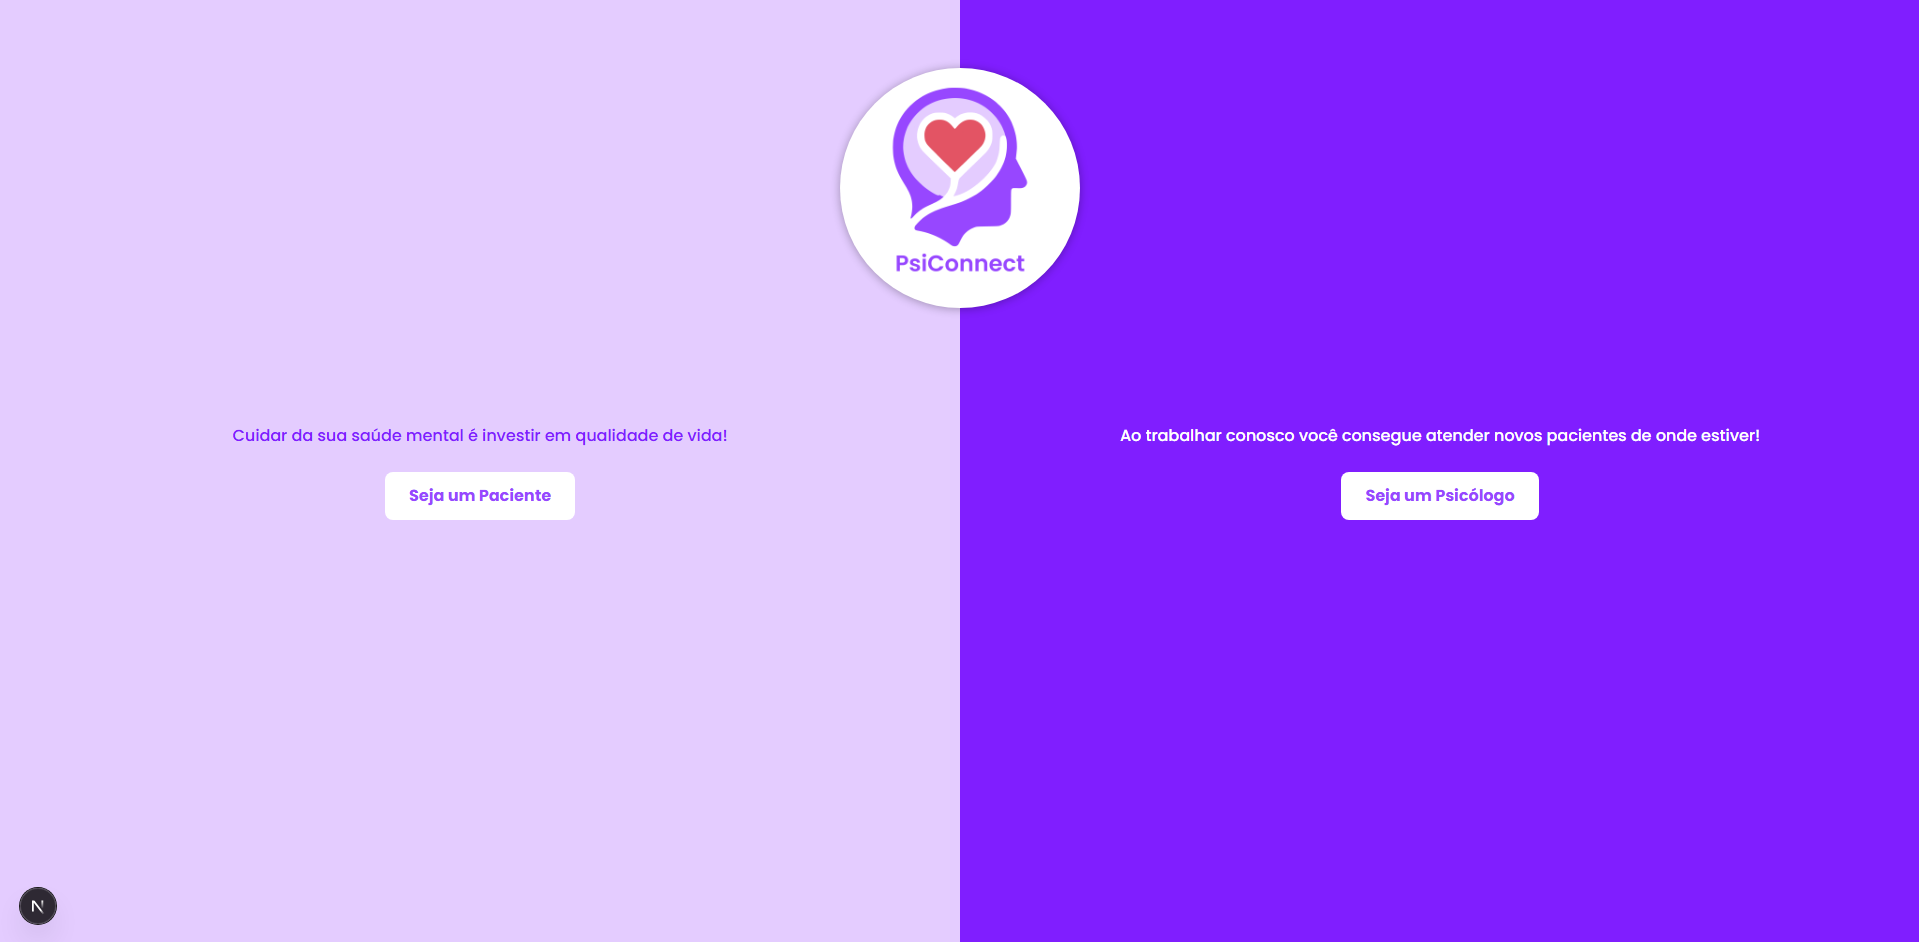 PsiConnect
Cuidar da sua saúde mental é investir em qualidade de vida!
Seja um Paciente
Ao trabalhar conosco você consegue atender novos pacientes de onde estiver!
Seja um Psicólogo
N